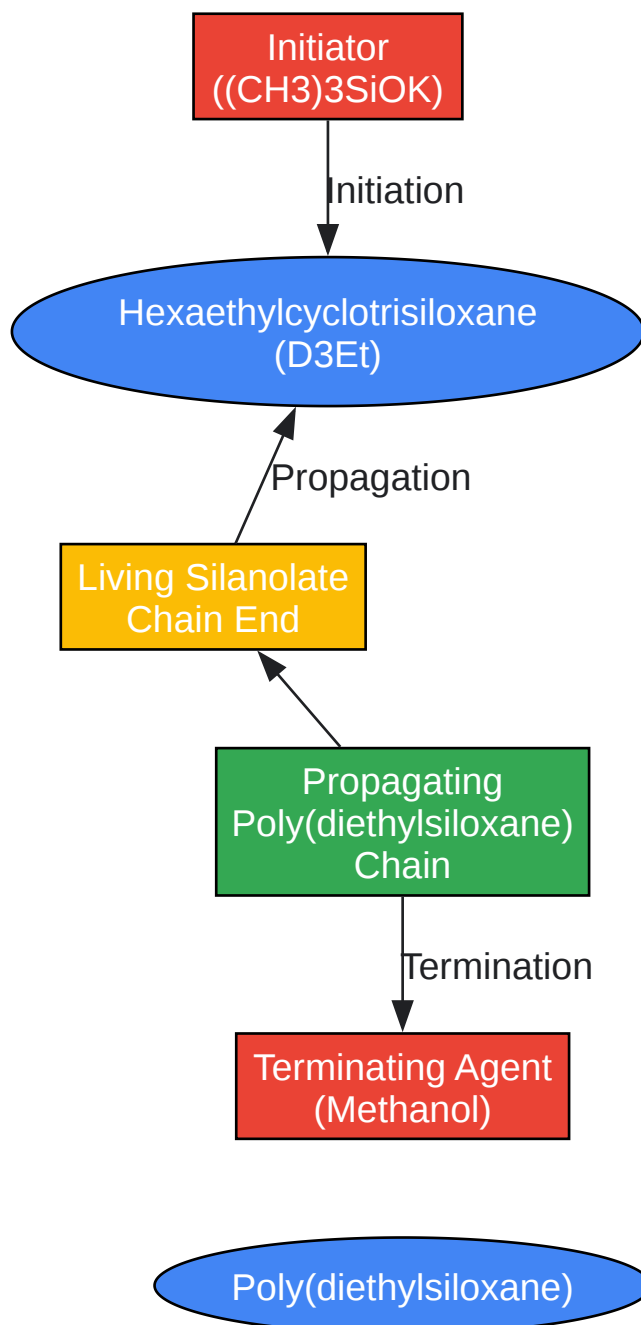 Initiator
((CH3)3SiOK)
Initiation
Hexaethylcyclotrisiloxane
(D3Et)
Propagation
Living Silanolate
Chain End
Propagating
Poly(diethylsiloxane)
Chain
Termination
Terminating Agent
(Methanol)
Poly(diethylsiloxane)